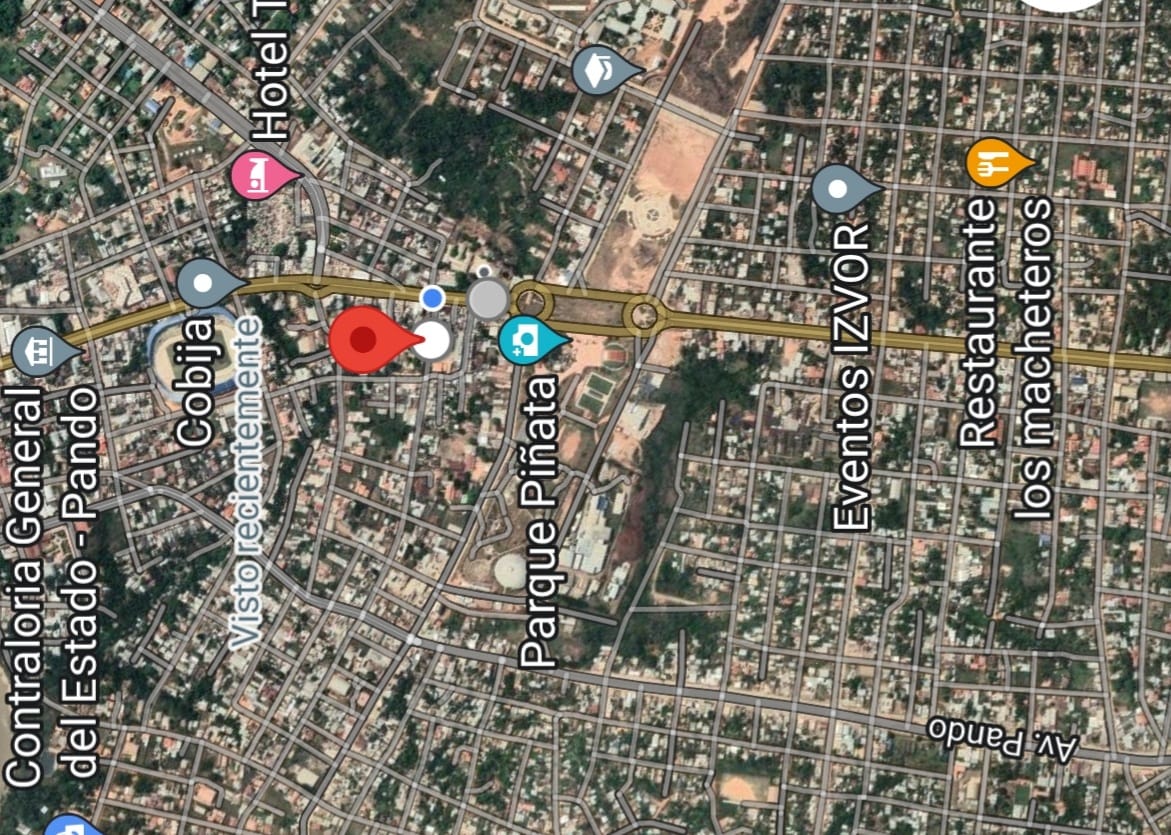 Contraloria General
del Estado - Pando
Cobija
Visto recientemente
Hotel T
Parque Piñata
Eventos IZVOR
Restaurante
los macheteros
Av. Pando